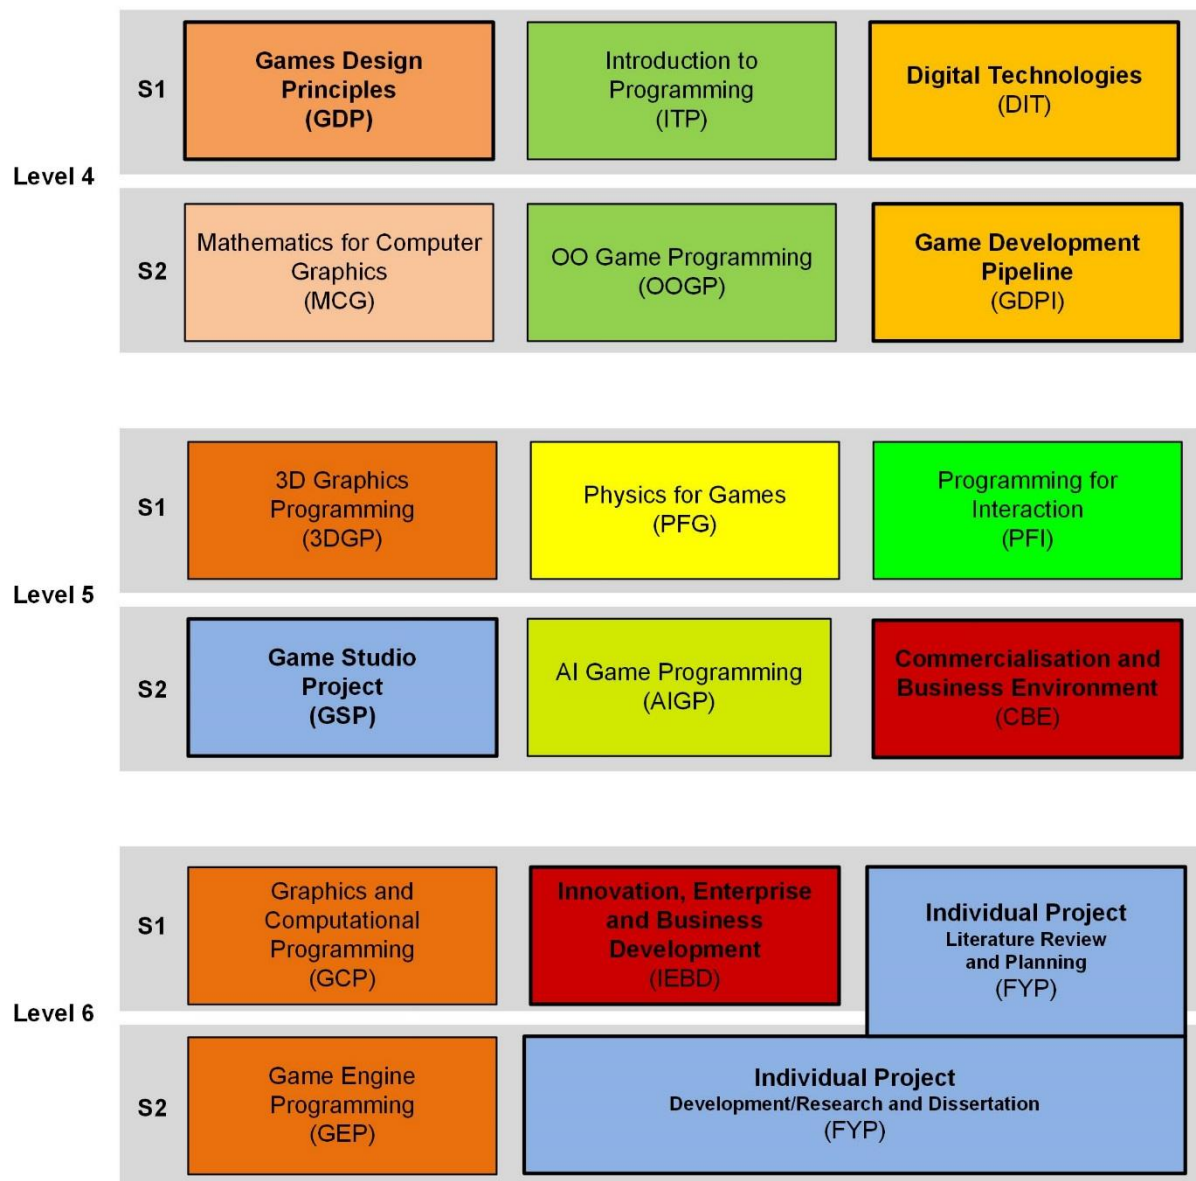 Level 4
S1
Games Design
Principles
(GDP)
Introduction to
Programming
(ITP)
Digital Technologies
(DIT)
S2
Mathematics for Computer
Graphics
(MCG)
OO Game Programming
(OOGP)
Game Development
Pipeline
(GDPI)
Level 5
S1
3D Graphics
Programming
(3DGP)
Physics for Games
(PFG)
Programming for
Interaction
(PFI)
S2
Game Studio
Project
(GSP)
AI Game Programming
(AIGP)
Commercialisation and
Business Environment
(CBE)
Level 6
S1
Graphics and
Computational
Programming
(GCP)
Innovation, Enterprise
and Business
Development
(IEBD)
Individual Project
Literature Review
and Planning
(FYP)
S2
Game Engine
Programming
(GEP)
Individual Project
Development/Research and Dissertation
(FYP)